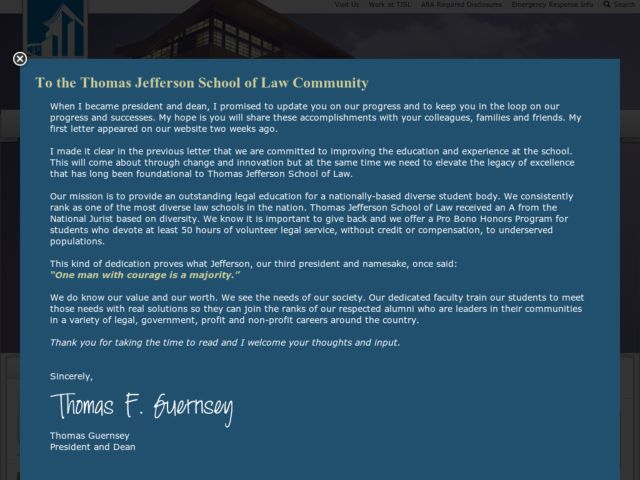 Visit Us Work at TJSL ABA Required Disclosures Emergency Response Info Search
To the Thomas Jefferson School of Law Community
When I became president and dean, I promised to update you on our progress and to keep you in the loop on our
progress and successes. My hope is you will share these accomplishments with your colleagues, families and friends. My
first letter appeared on our website two weeks ago.
I made it clear in the previous letter that we are committed to improving the education and experience at the school.
This will come about through change and innovation but at the same time we need to elevate the legacy of excellence
that has long been foundational to Thomas Jefferson School of Law.
Our mission is to provide an outstanding legal education for a nationally-based diverse student body. We consistently
rank as one of the most diverse law schools in the nation. Thomas Jefferson School of Law received an A from the
National Jurist based on diversity. We know it is important to give back and we offer a Pro Bono Honors Program for
students who devote at least 50 hours of volunteer legal service, without credit or compensation, to underserved
populations.
This kind of dedication proves what Jefferson, our third president and namesake, once said:
“One man with courage is a majority.”
We do know our value and our worth. We see the needs of our society. Our dedicated faculty train our students to meet
those needs with real solutions so they can join the ranks of our respected alumni who are leaders in their communities
in a variety of legal, government, profit and non-profit careers around the country.
Thank you for taking the time to read and I welcome your thoughts and input.
Sincerely,
Thomas F. Guernsey
Thomas Guernsey
President and Dean